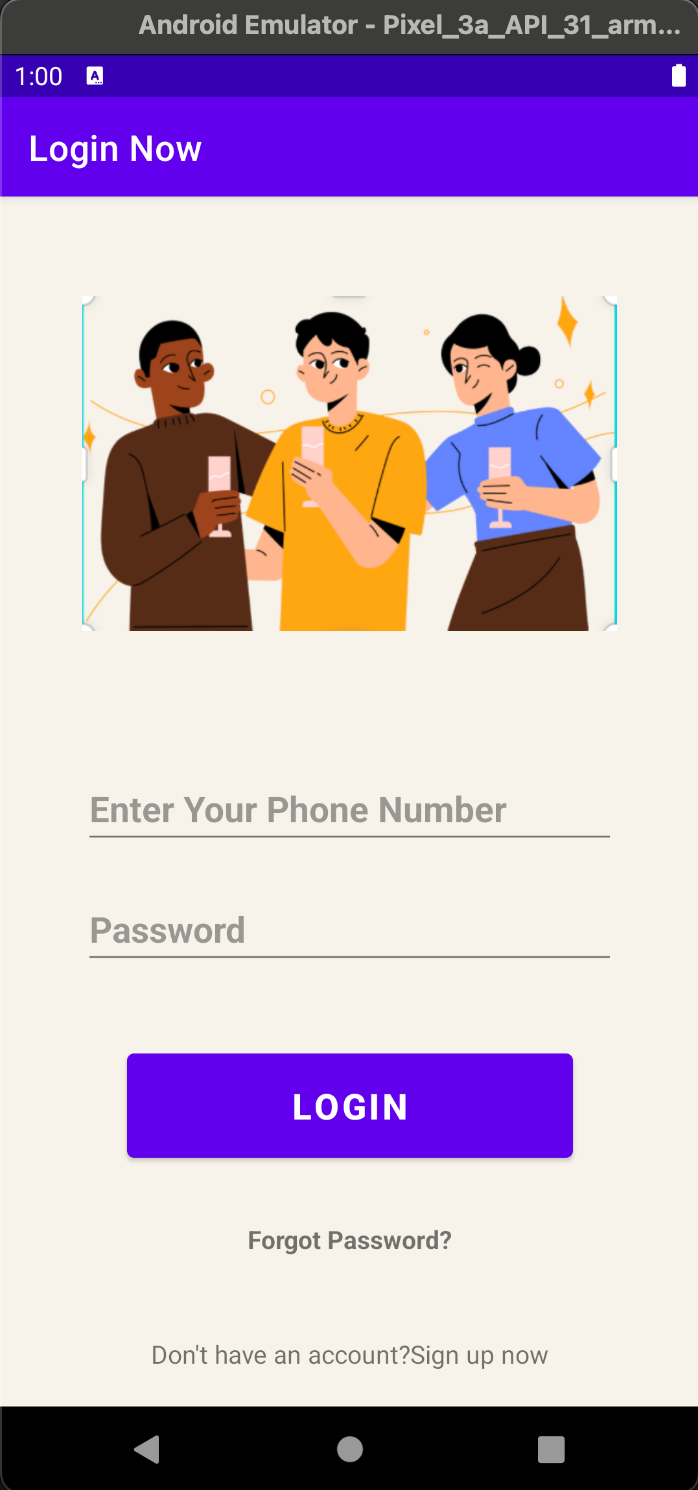 Android Emulator - Pixel_3a_API_31_arm...
1:00 A
Login Now
Enter Your Phone Number
Password
LOGIN
Forgot Password?
Don't have an account?Sign up now